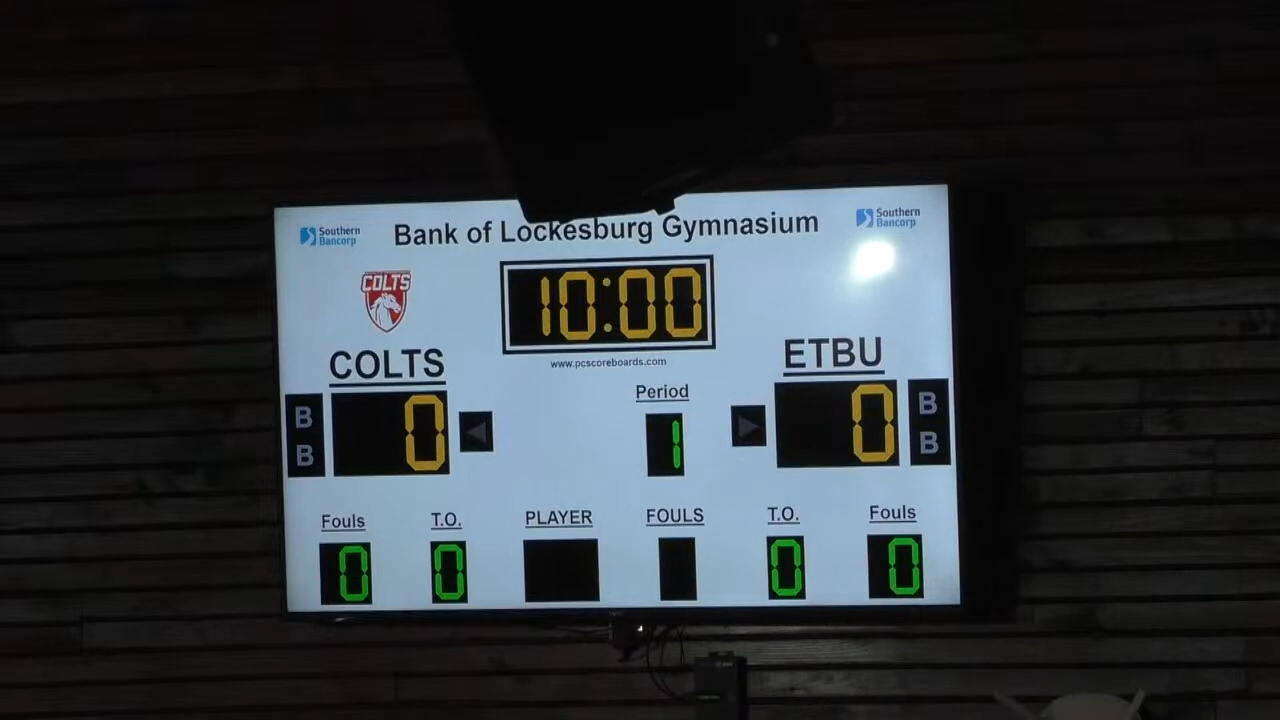 Southern
Bancorp
Bank of Lockesburg Gymnasium
Southern
Bancorp
COLTS
10:00
www.pcscoreboards.com
COLTS
ETBU
Period
B
B
0
1
0
B
B
Fouls
T.O.
PLAYER
FOULS
T.O.
Fouls
0
0
0
0